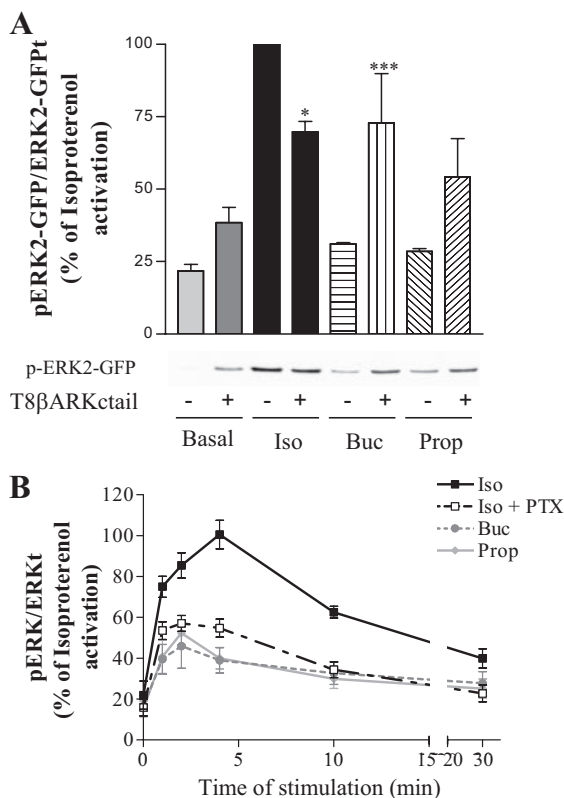 A
pERK2-GFP/ERK2-GFPt
(% of Isoproterenol
activation)
100
75
50
25
0
*
***
p-ERK2-GFP
T8βARKctail
- + - + - + - +
Basal Iso Buc Prop
B
pERK/ERKt
(% of Isoproterenol
activation)
120
100
80
60
40
20
0
Iso
Iso + PTX
Buc
Prop
0 5 10 15 20 30
Time of stimulation (min)